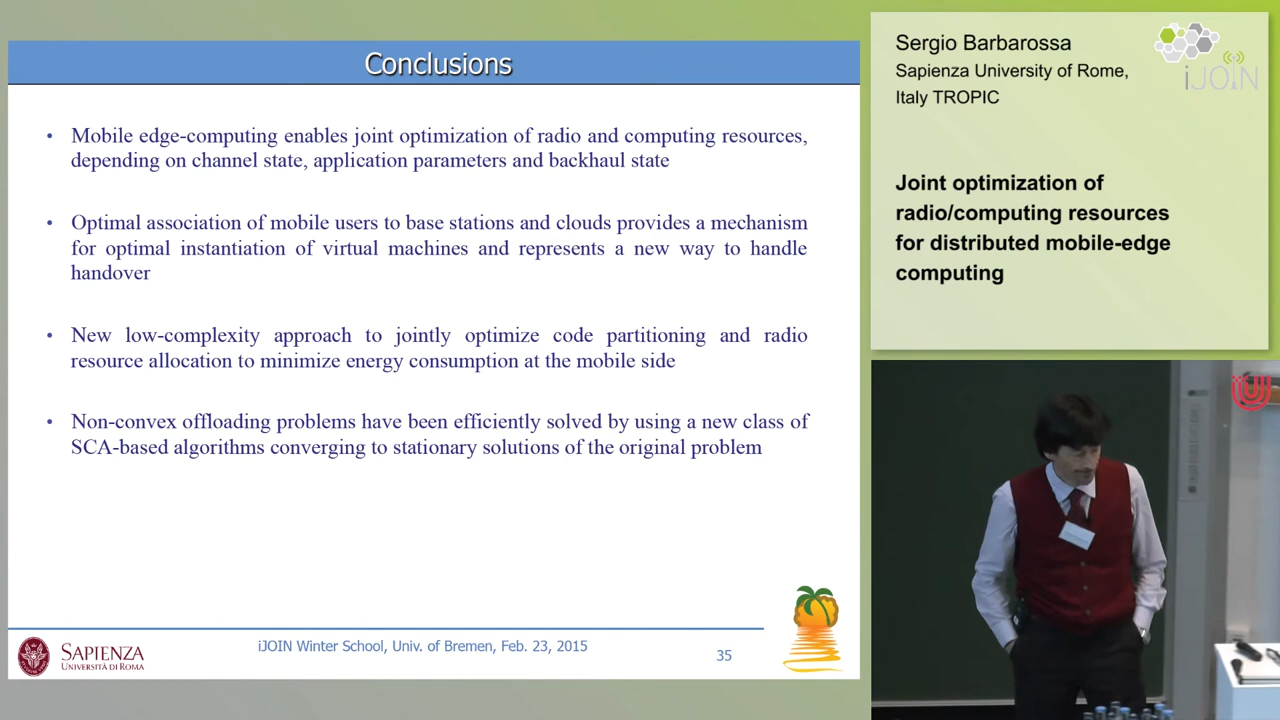 Conclusions
• Mobile edge-computing enables joint optimization of radio and computing resources,
depending on channel state, application parameters and backhaul state
• Optimal association of mobile users to base stations and clouds provides a mechanism
for optimal instantiation of virtual machines and represents a new way to handle
handover
• New low-complexity approach to jointly optimize code partitioning and radio
resource allocation to minimize energy consumption at the mobile side
• Non-convex offloading problems have been efficiently solved by using a new class of
SCA-based algorithms converging to stationary solutions of the original problem
SAPIENZA
UNIVERSITÀ DI ROMA
iJOIN Winter School, Univ. of Bremen, Feb. 23, 2015
35
Sergio Barbarossa
Sapienza University of Rome,
Italy TROPIC
iJOIN
Joint optimization of
radio/computing resources
for distributed mobile-edge
computing